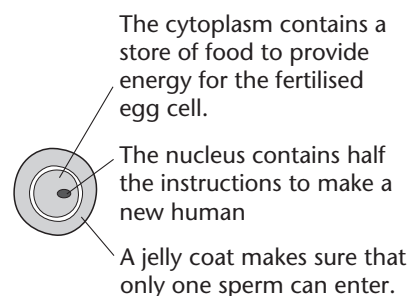 The cytoplasm contains a
store of food to provide
energy for the fertilised
egg cell.
The nucleus contains half
the instructions to make a
new human
A jelly coat makes sure that
only one sperm can enter.